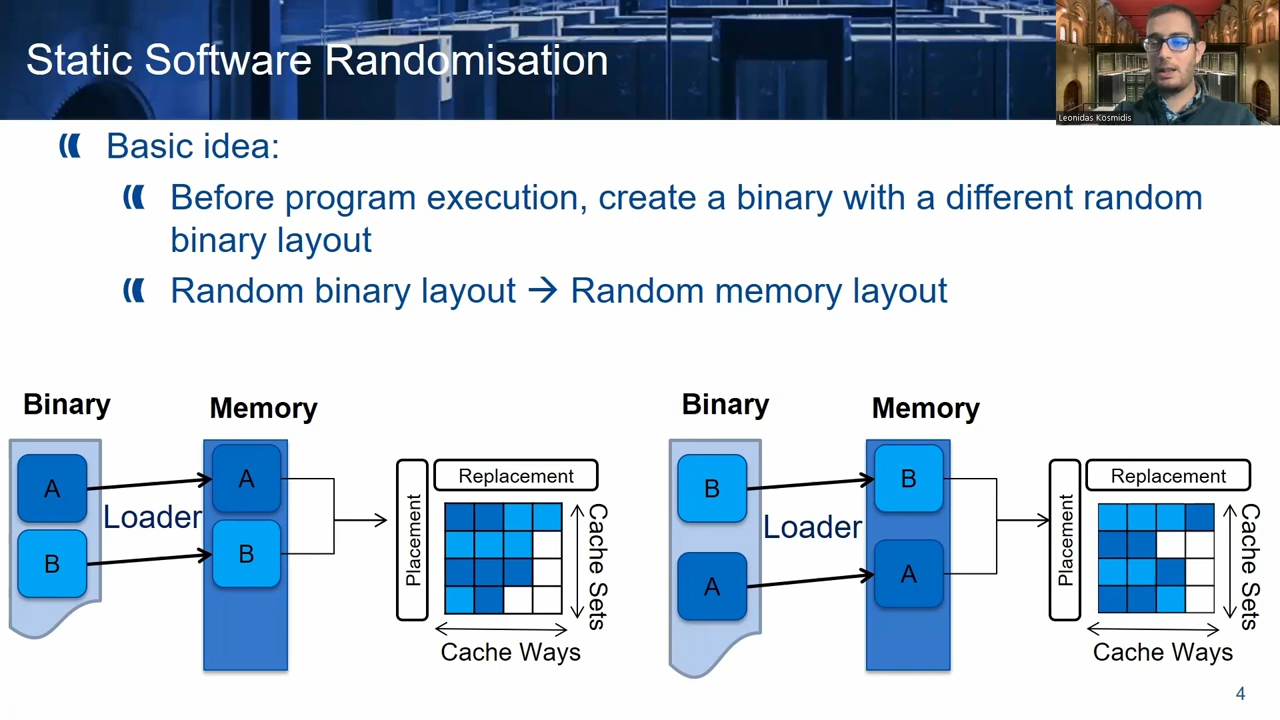 Static Software Randomisation
Leonidas Kosmidis
Basic idea:
Before program execution, create a binary with a different random
binary layout
Random binary layout → Random memory layout
Binary
Memory
A
B
Loader
A
B
Placement
Replacement
Cache Sets
Cache Ways
Binary
Memory
B
A
Loader
B
A
Placement
Replacement
Cache Sets
Cache Ways
4